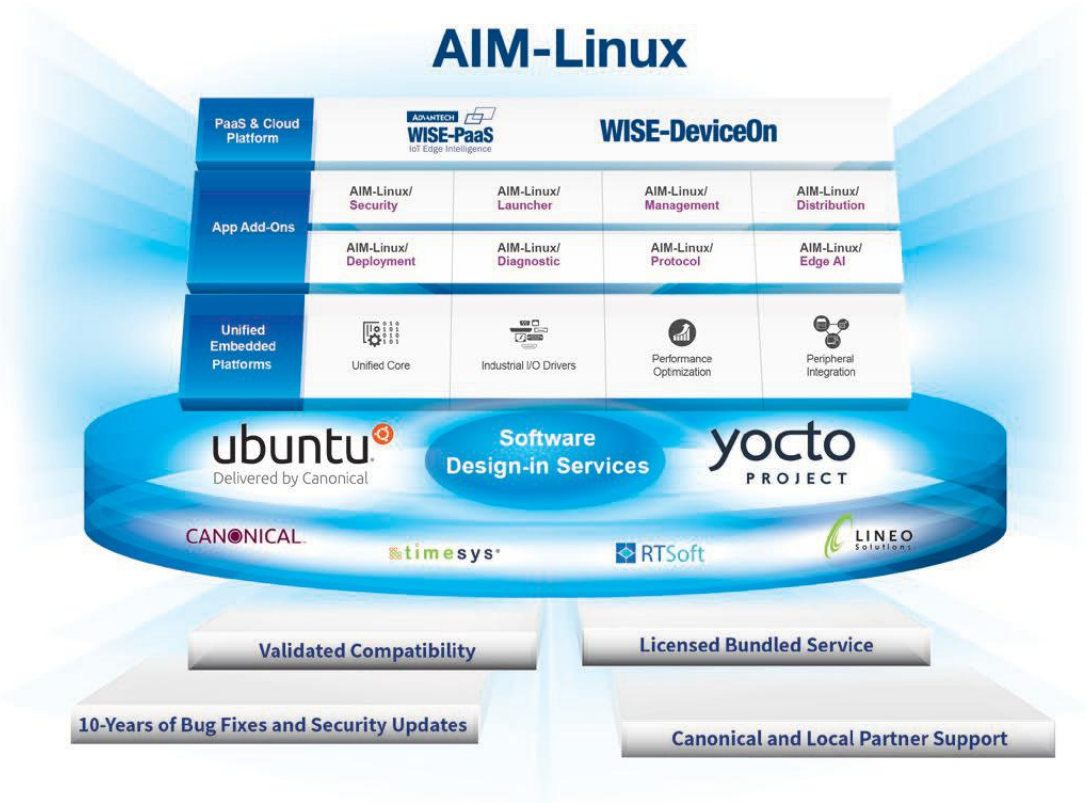 AIM-Linux
PaaS & Cloud
Platform
ADVANTECH
WISE-PaaS
IoT Edge Intelligence
WISE-DeviceOn
App Add-Ons
AIM-Linux/
Security
AIM-Linux/
Launcher
AIM-Linux/
Management
AIM-Linux/
Distribution
AIM-Linux/
Deployment
AIM-Linux/
Diagnostic
AIM-Linux/
Protocol
AIM-Linux/
Edge AI
Unified
Embedded
Platforms
Unified Core
Industrial I/O Drivers
Performance
Optimization
Peripheral
Integration
ubuntu
Delivered by Canonical
Software
Design-in Services
yocto
PROJECT
CANONICAL
timesys
RTSoft
LINEO
Solutions
Validated Compatibility
Licensed Bundled Service
10-Years of Bug Fixes and Security Updates
Canonical and Local Partner Support